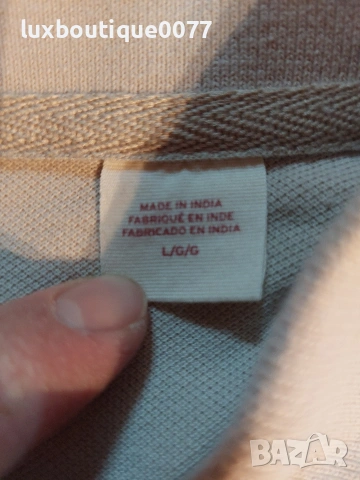 luxboutique0077
MADE IN INDIA
FABRIQUÉ EN INDE
FABRICADO EN INDIA
L/G/G
BAZAR